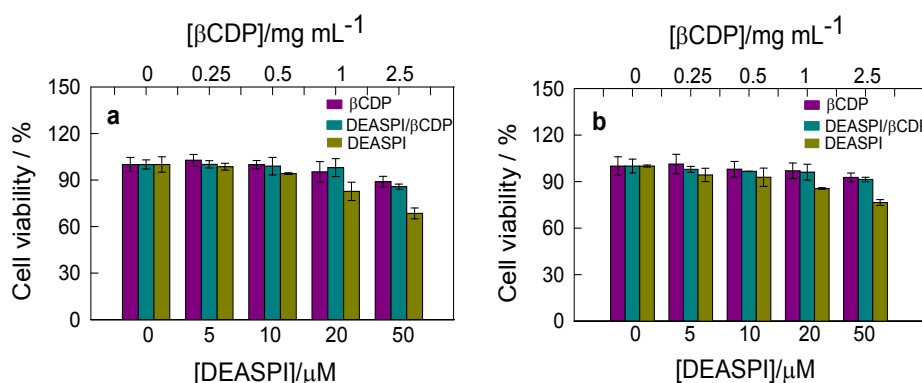 [βCDP]/mg mL-1
0 0.25 0.5 1 2.5
150
120
90
60
30
0
a
βCDP
DEASPI/βCDP
DEASPI
Cell viability / %
0 5 10 20 50
[DEASPI]/μM
[βCDP]/mg mL-1
0 0.25 0.5 1 2.5
150
120
90
60
30
0
b
βCDP
DEASPI/βCDP
DEASPI
Cell viability / %
0 5 10 20 50
[DEASPI]/μM